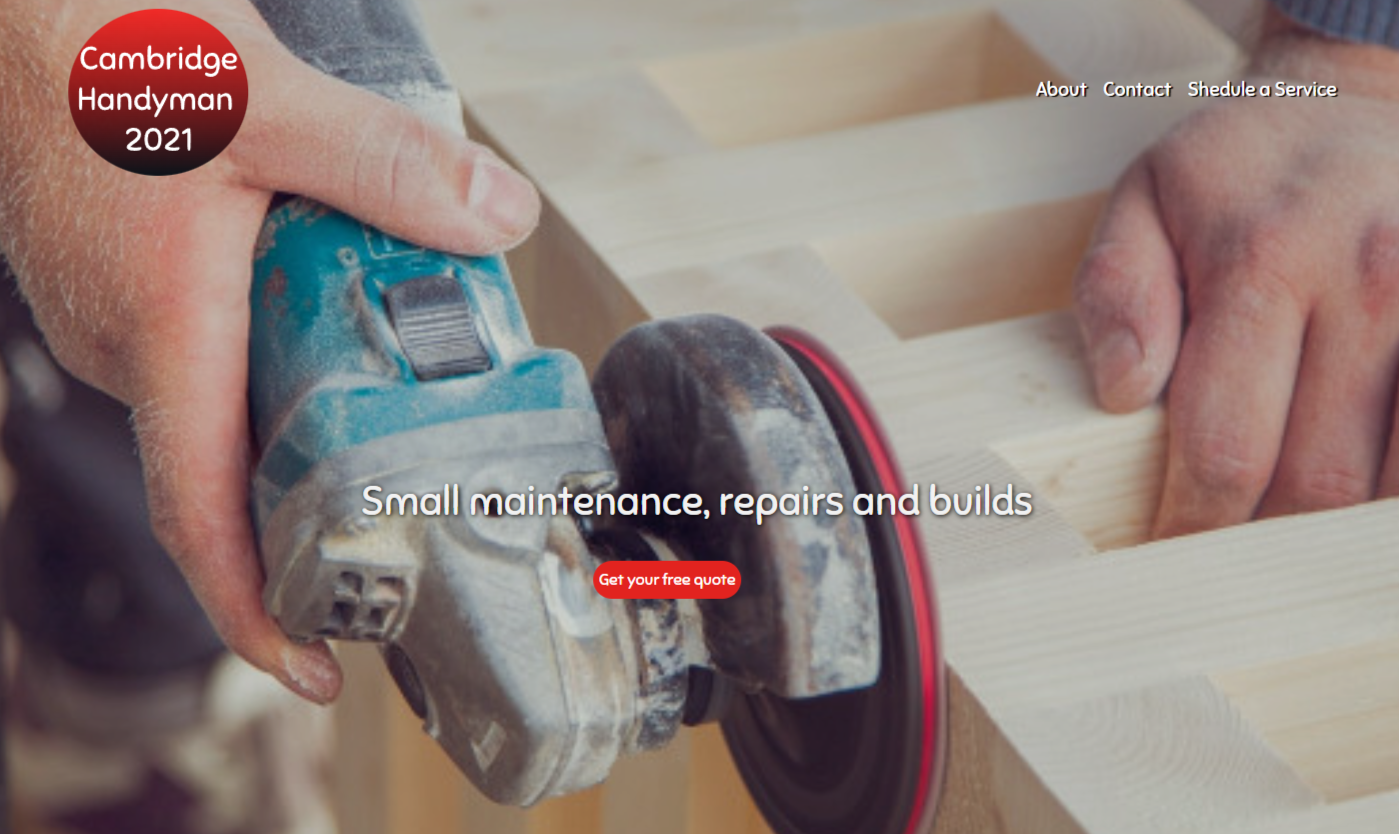 Cambridge
Handyman
2021
About Contact Shedule a Service
Small maintenance, repairs and builds
Get your free quote